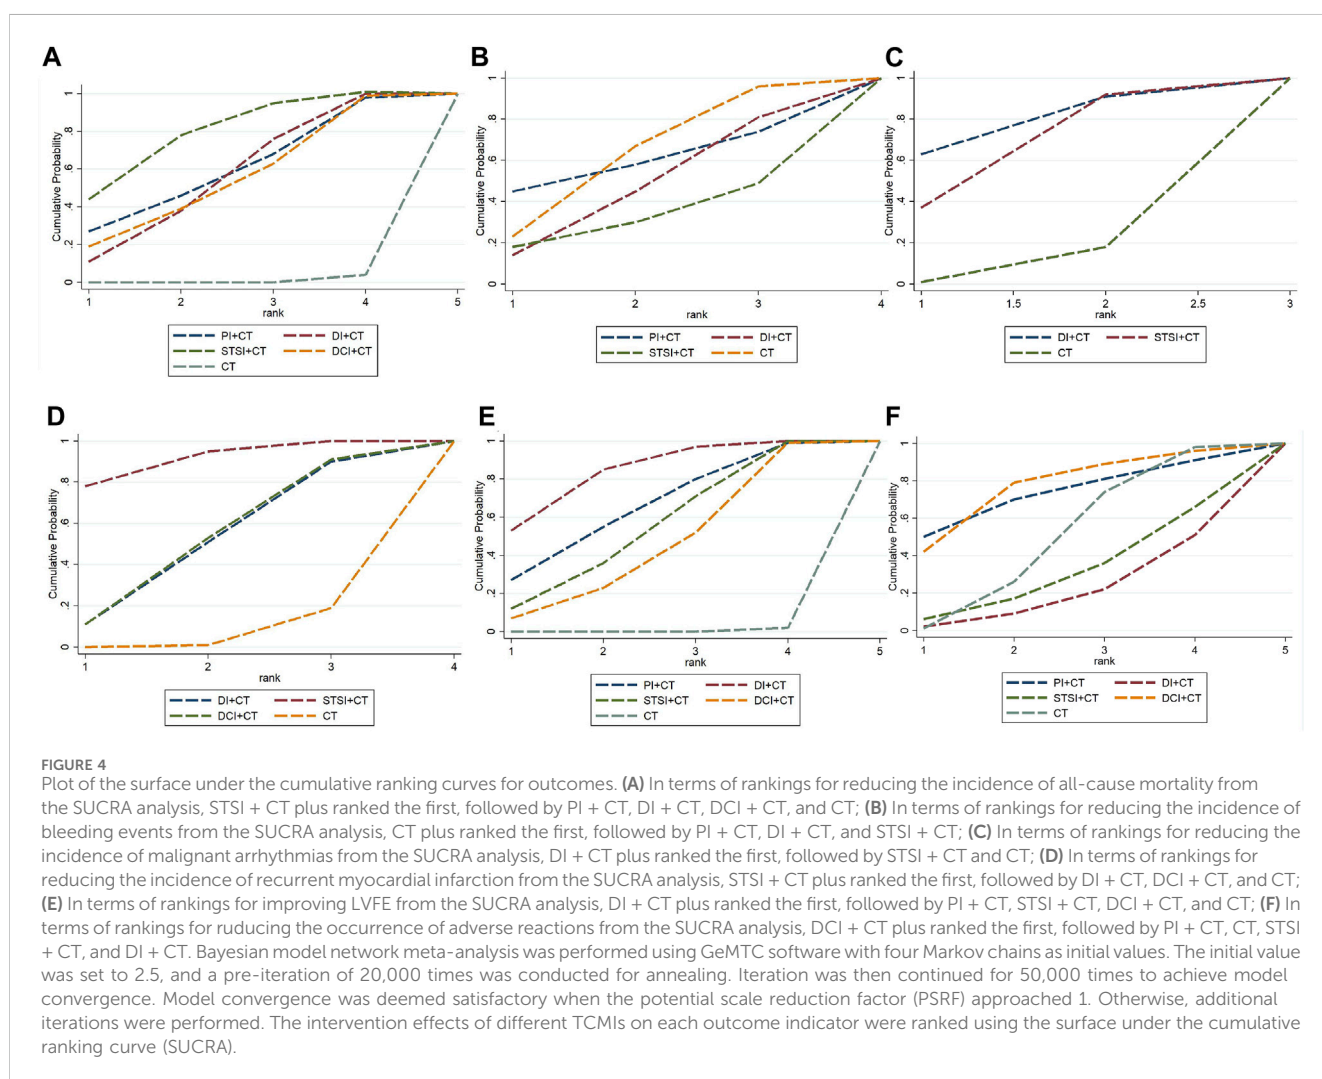 A
B
C
Cumulative Probability
0
.2
.4
.6
.8
1
1
2
3
4
5
rank
PI+CT
DI+CT
STSI+CT
DCI+CT
CT
Cumulative Probability
0
.2
.4
.6
.8
1
1
2
3
4
rank
PI+CT
DI+CT
STSI+CT
CT
Cumulative Probability
0
.2
.4
.6
.8
1
1
1.5
2
2.5
3
rank
DI+CT
STSI+CT
CT
D
E
F
Cumulative Probability
0
.2
.4
.6
.8
1
1
2
3
4
rank
DI+CT
STSI+CT
DCI+CT
CT
Cumulative Probability
0
.2
.4
.6
.8
1
1
2
3
4
5
rank
PI+CT
DI+CT
STSI+CT
DCI+CT
CT
Cumulative Probability
0
.2
.4
.6
.8
1
1
2
3
4
5
rank
PI+CT
DI+CT
STSI+CT
DCI+CT
CT
FIGURE 4
Plot of the surface under the cumulative ranking curves for outcomes. (A) In terms of rankings for reducing the incidence of all-cause mortality from
the SUCRA analysis, STSI + CT plus ranked the first, followed by PI + CT, DI + CT, DCI + CT, and CT; (B) In terms of rankings for reducing the incidence of
bleeding events from the SUCRA analysis, CT plus ranked the first, followed by PI + CT, DI + CT, and STSI + CT; (C) In terms of rankings for reducing the
incidence of malignant arrhythmias from the SUCRA analysis, DI + CT plus ranked the first, followed by STSI + CT and CT; (D) In terms of rankings for
reducing the incidence of recurrent myocardial infarction from the SUCRA analysis, STSI + CT plus ranked the first, followed by DI + CT, DCI + CT, and CT;
(E) In terms of rankings for improving LVFE from the SUCRA analysis, DI + CT plus ranked the first, followed by PI + CT, STSI + CT, DCI + CT, and CT; (F) In
terms of rankings for ruducing the occurrence of adverse reactions from the SUCRA analysis, DCI + CT plus ranked the first, followed by PI + CT, CT, STSI
+ CT, and DI + CT. Bayesian model network meta-analysis was performed using GeMTC software with four Markov chains as initial values. The initial value
was set to 2.5, and a pre-iteration of 20,000 times was conducted for annealing. Iteration was then continued for 50,000 times to achieve model
convergence. Model convergence was deemed satisfactory when the potential scale reduction factor (PSRF) approached 1. Otherwise, additional
iterations were performed. The intervention effects of different TCMIs on each outcome indicator were ranked using the surface under the cumulative
ranking curve (SUCRA).